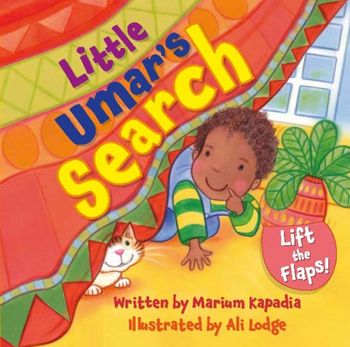 Little
Umar's
Search
Lift
the
Flaps!
Written by Marium Kapadia
Illustrated by Ali Lodge